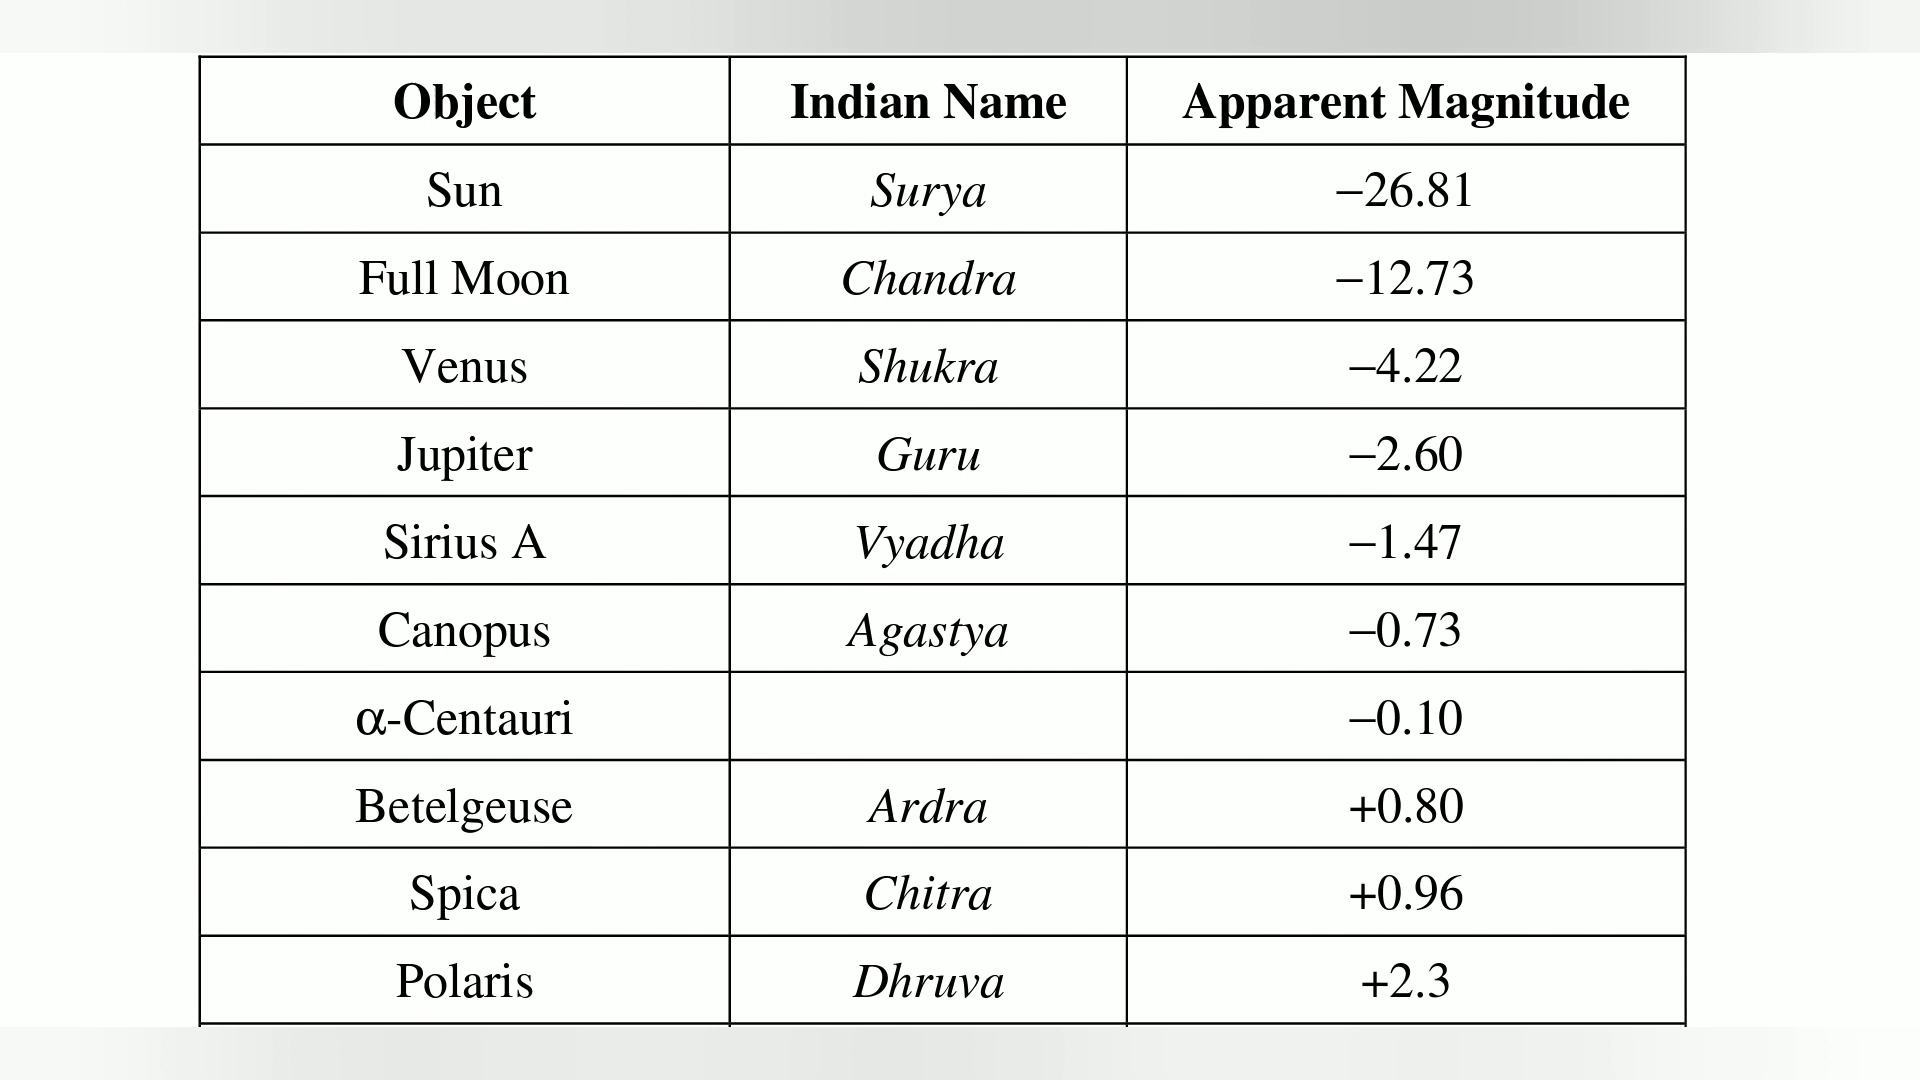 Object Indian Name Apparent Magnitude
Sun Surya −26.81
Full Moon Chandra −12.73
Venus Shukra −4.22
Jupiter Guru −2.60
Sirius A Vyadha −1.47
Canopus Agastya −0.73
α-Centauri −0.10
Betelgeuse Ardra +0.80
Spica Chitra +0.96
Polaris Dhruva +2.3